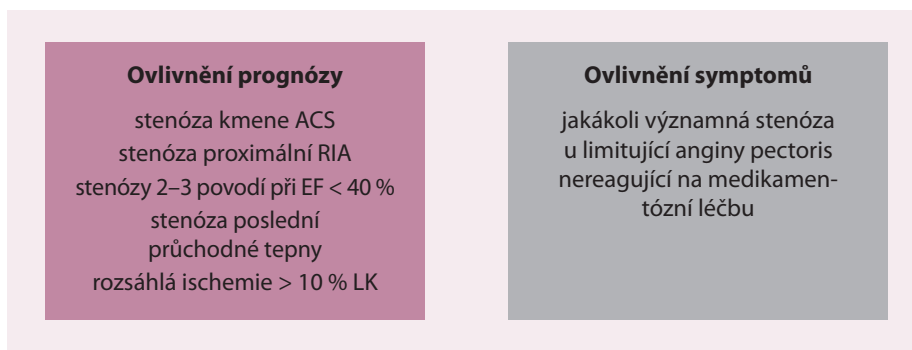 Ovlivnění prognózy
stenóza kmene ACS
stenóza proximální RIA
stenózy 2–3 povodí při EF < 40 %
stenóza poslední
průchodné tepny
rozsáhlá ischemie > 10 % LK
Ovlivnění symptomů
jakákoli významná stenóza
u limitující anginy pectoris
nereagující na medikamen-
tózní léčbu